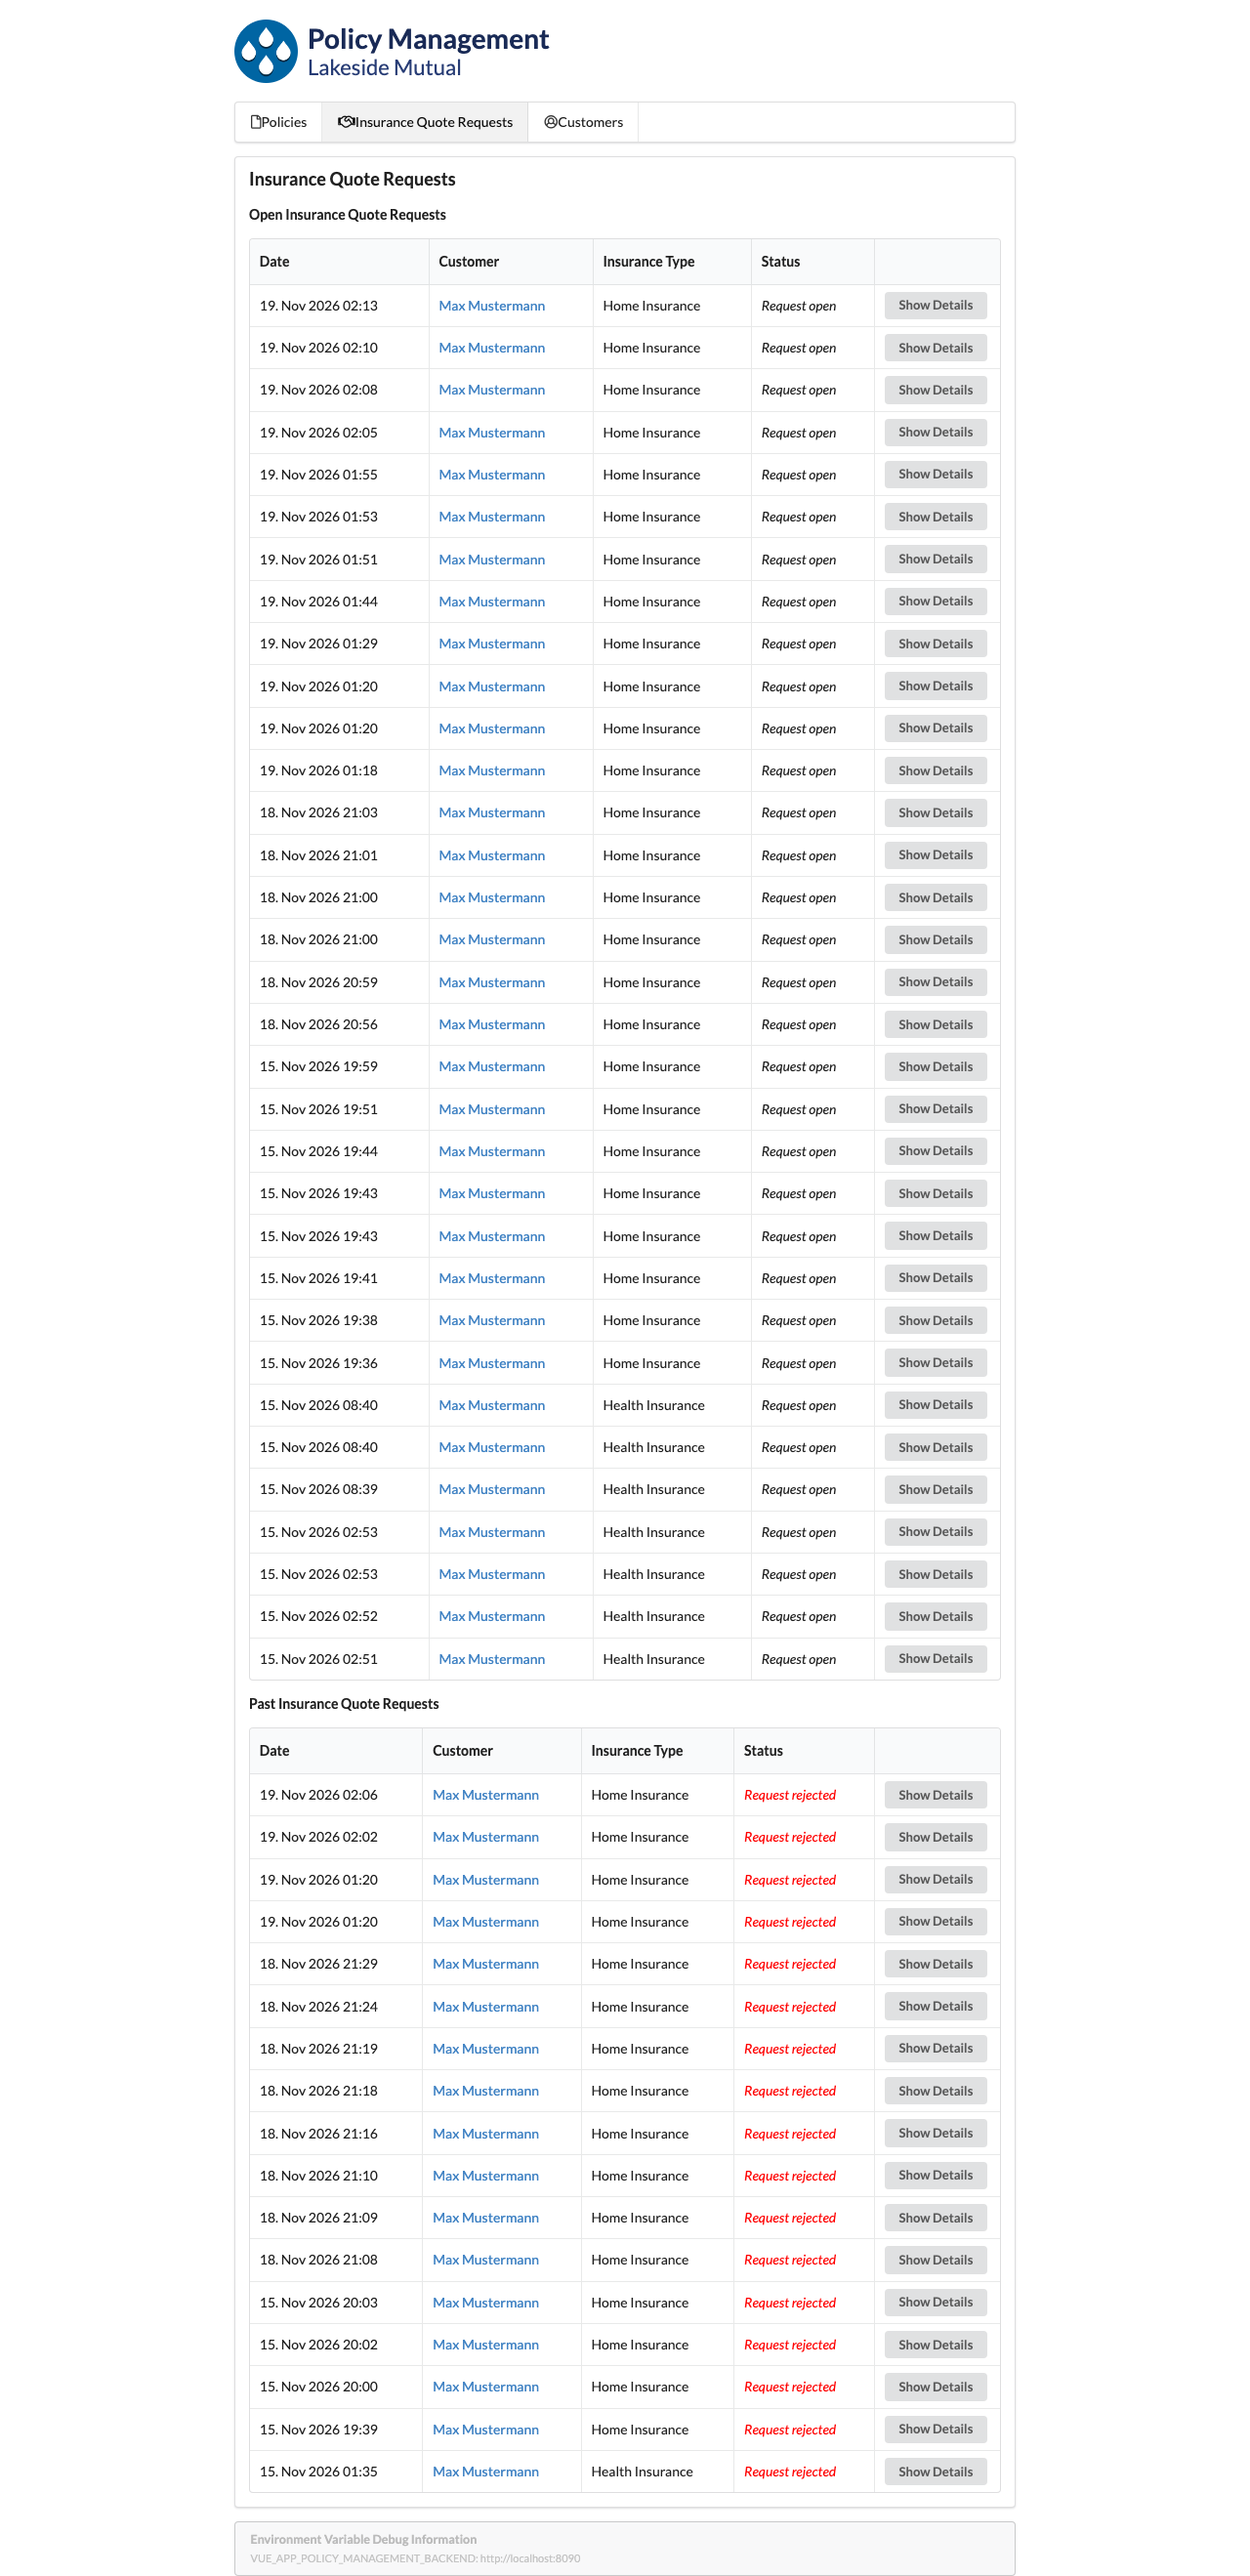 Policy Management
Lakeside Mutual
Policies Insurance Quote Requests Customers
Insurance Quote Requests
Open Insurance Quote Requests
Date Customer Insurance Type Status
19. Nov 2026 02:13 Max Mustermann Home Insurance Request open Show Details
19. Nov 2026 02:10 Max Mustermann Home Insurance Request open Show Details
19. Nov 2026 02:08 Max Mustermann Home Insurance Request open Show Details
19. Nov 2026 02:05 Max Mustermann Home Insurance Request open Show Details
19. Nov 2026 01:55 Max Mustermann Home Insurance Request open Show Details
19. Nov 2026 01:53 Max Mustermann Home Insurance Request open Show Details
19. Nov 2026 01:51 Max Mustermann Home Insurance Request open Show Details
19. Nov 2026 01:44 Max Mustermann Home Insurance Request open Show Details
19. Nov 2026 01:29 Max Mustermann Home Insurance Request open Show Details
19. Nov 2026 01:20 Max Mustermann Home Insurance Request open Show Details
19. Nov 2026 01:20 Max Mustermann Home Insurance Request open Show Details
19. Nov 2026 01:18 Max Mustermann Home Insurance Request open Show Details
18. Nov 2026 21:03 Max Mustermann Home Insurance Request open Show Details
18. Nov 2026 21:01 Max Mustermann Home Insurance Request open Show Details
18. Nov 2026 21:00 Max Mustermann Home Insurance Request open Show Details
18. Nov 2026 21:00 Max Mustermann Home Insurance Request open Show Details
18. Nov 2026 20:59 Max Mustermann Home Insurance Request open Show Details
18. Nov 2026 20:56 Max Mustermann Home Insurance Request open Show Details
15. Nov 2026 19:59 Max Mustermann Home Insurance Request open Show Details
15. Nov 2026 19:51 Max Mustermann Home Insurance Request open Show Details
15. Nov 2026 19:44 Max Mustermann Home Insurance Request open Show Details
15. Nov 2026 19:43 Max Mustermann Home Insurance Request open Show Details
15. Nov 2026 19:43 Max Mustermann Home Insurance Request open Show Details
15. Nov 2026 19:41 Max Mustermann Home Insurance Request open Show Details
15. Nov 2026 19:38 Max Mustermann Home Insurance Request open Show Details
15. Nov 2026 19:36 Max Mustermann Home Insurance Request open Show Details
15. Nov 2026 08:40 Max Mustermann Health Insurance Request open Show Details
15. Nov 2026 08:40 Max Mustermann Health Insurance Request open Show Details
15. Nov 2026 08:39 Max Mustermann Health Insurance Request open Show Details
15. Nov 2026 02:53 Max Mustermann Health Insurance Request open Show Details
15. Nov 2026 02:53 Max Mustermann Health Insurance Request open Show Details
15. Nov 2026 02:52 Max Mustermann Health Insurance Request open Show Details
15. Nov 2026 02:51 Max Mustermann Health Insurance Request open Show Details
Past Insurance Quote Requests
Date Customer Insurance Type Status
19. Nov 2026 02:06 Max Mustermann Home Insurance Request rejected Show Details
19. Nov 2026 02:02 Max Mustermann Home Insurance Request rejected Show Details
19. Nov 2026 01:20 Max Mustermann Home Insurance Request rejected Show Details
19. Nov 2026 01:20 Max Mustermann Home Insurance Request rejected Show Details
18. Nov 2026 21:29 Max Mustermann Home Insurance Request rejected Show Details
18. Nov 2026 21:24 Max Mustermann Home Insurance Request rejected Show Details
18. Nov 2026 21:19 Max Mustermann Home Insurance Request rejected Show Details
18. Nov 2026 21:18 Max Mustermann Home Insurance Request rejected Show Details
18. Nov 2026 21:16 Max Mustermann Home Insurance Request rejected Show Details
18. Nov 2026 21:10 Max Mustermann Home Insurance Request rejected Show Details
18. Nov 2026 21:09 Max Mustermann Home Insurance Request rejected Show Details
18. Nov 2026 21:08 Max Mustermann Home Insurance Request rejected Show Details
15. Nov 2026 20:03 Max Mustermann Home Insurance Request rejected Show Details
15. Nov 2026 20:02 Max Mustermann Home Insurance Request rejected Show Details
15. Nov 2026 20:00 Max Mustermann Home Insurance Request rejected Show Details
15. Nov 2026 19:39 Max Mustermann Home Insurance Request rejected Show Details
15. Nov 2026 01:35 Max Mustermann Health Insurance Request rejected Show Details
Environment Variable Debug Information
VUE_APP_POLICY_MANAGEMENT_BACKEND: http://localhost:8090